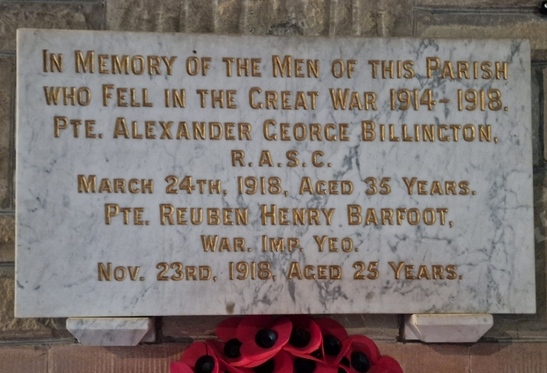 In Memory of the Men of this Parish
who Fell in the Great War 1914-1918.
Pte. Alexander George Billington,
R.A.S.C.
March 24th, 1918, Aged 35 Years.
Pte. Reuben Henry Barfoot,
War. Imp. Yeo.
Nov. 23rd, 1918, Aged 25 Years.